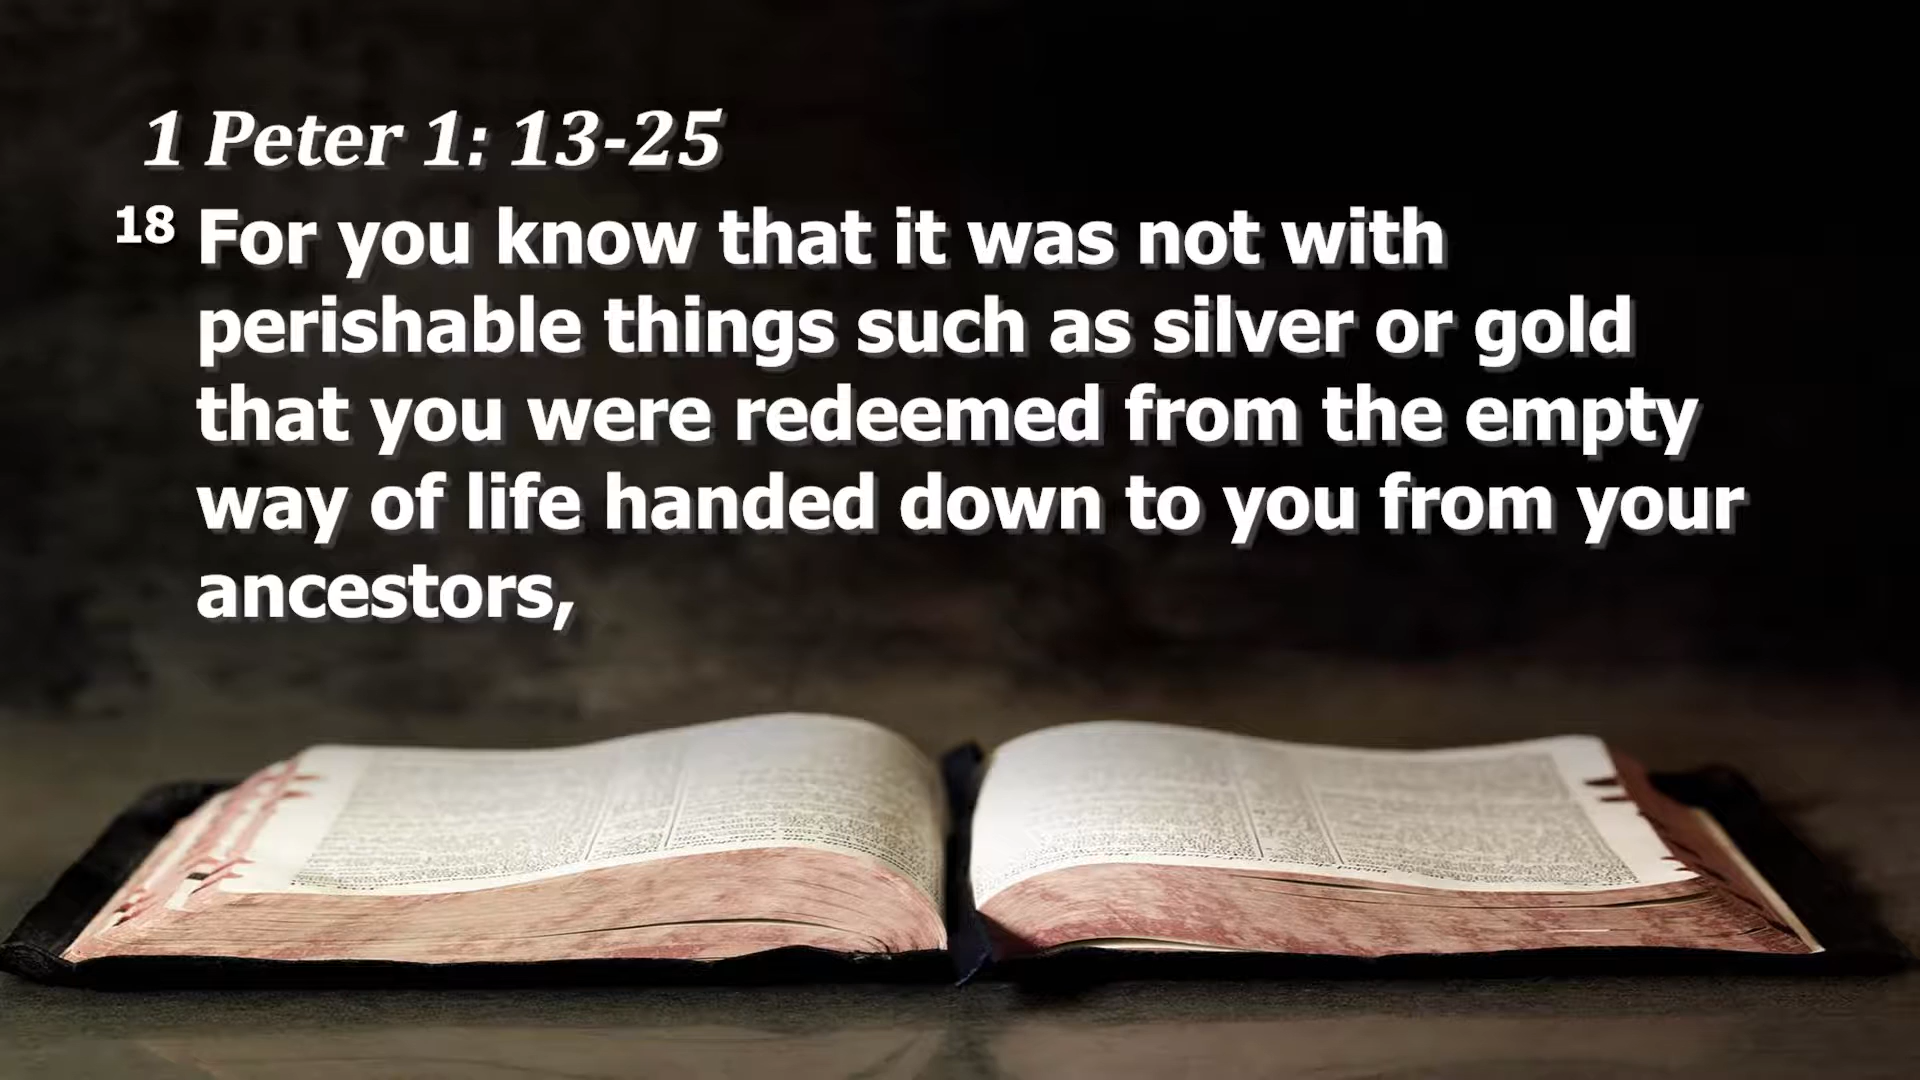 1 Peter 1: 13-25
18 For you know that it was not with
perishable things such as silver or gold
that you were redeemed from the empty
way of life handed down to you from your
ancestors,